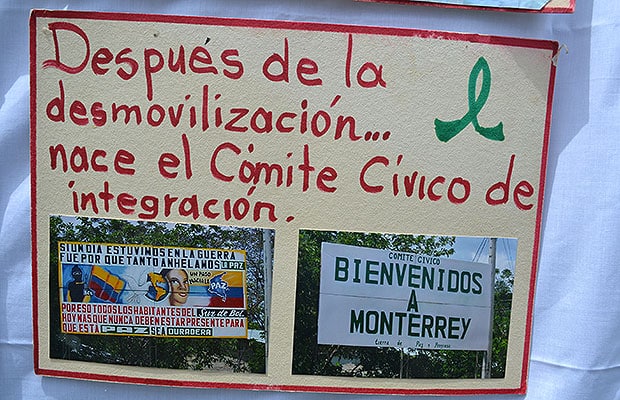 Después de la
desmovilización...
nace el Cómite Cívico de
integración.
SI UN DIA ESTUVIMOS EN LA GUERRA
FUE POR QUE TANTO ANHELAMOS LA PAZ
UN PASO
PAZ
POR ESO TODOS LOS HABITANTES DEL Sur de Bol.
HOY MAS QUE NUNCA DEBEN ESTAR PRESENTE PARA
QUE ESTA PAZ SEA DURADERA
COMITE CIVICO
BIENVENIDOS
A
MONTERREY